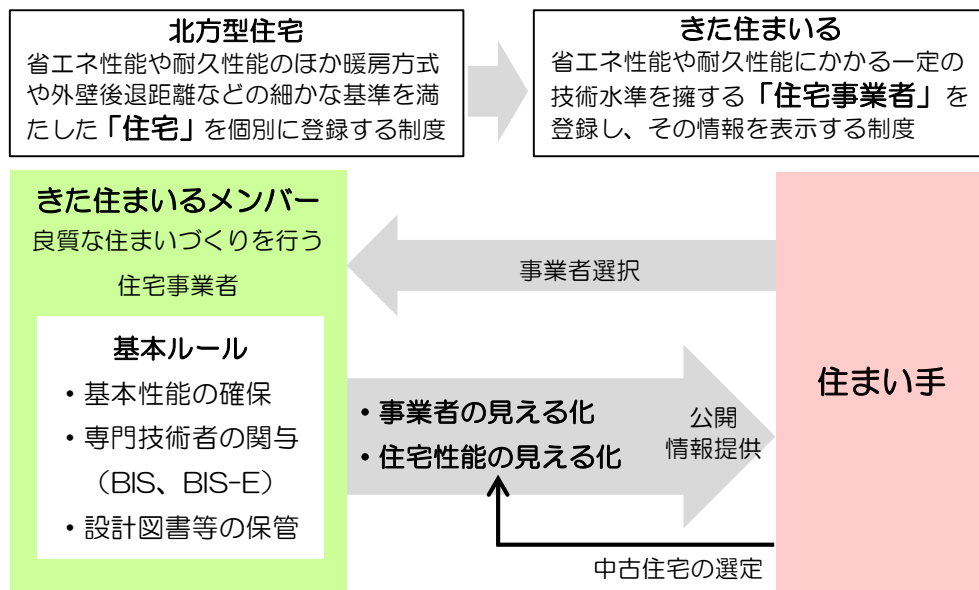 北方型住宅
省エネ性能や耐久性能のほか暖房方式
や外壁後退距離などの細かな基準を満
たした「住宅」を個別に登録する制度
きた住まいる
省エネ性能や耐久性能にかかる一定の
技術水準を擁する「住宅事業者」を
登録し、その情報を表示する制度
きた住まいるメンバー
良質な住まいづくりを行う
住宅事業者
基本ルール
・基本性能の確保
・専門技術者の関与
（BIS、BIS-E）
・設計図書等の保管
事業者選択
・事業者の見える化
・住宅性能の見える化
公開
情報提供
中古住宅の選定
住まい手